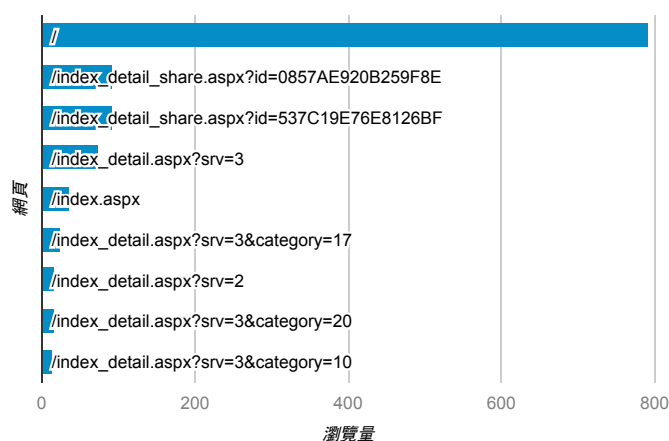 /
/index_detail_share.aspx?id=0857AE920B259F8E
/index_detail_share.aspx?id=537C19E76E8126BF
/index_detail.aspx?srv=3
/index.aspx
/index_detail.aspx?srv=3&category=17
/index_detail.aspx?srv=2
/index_detail.aspx?srv=3&category=20
/index_detail.aspx?srv=3&category=10
網頁
0 200 400 600 800
瀏覽量